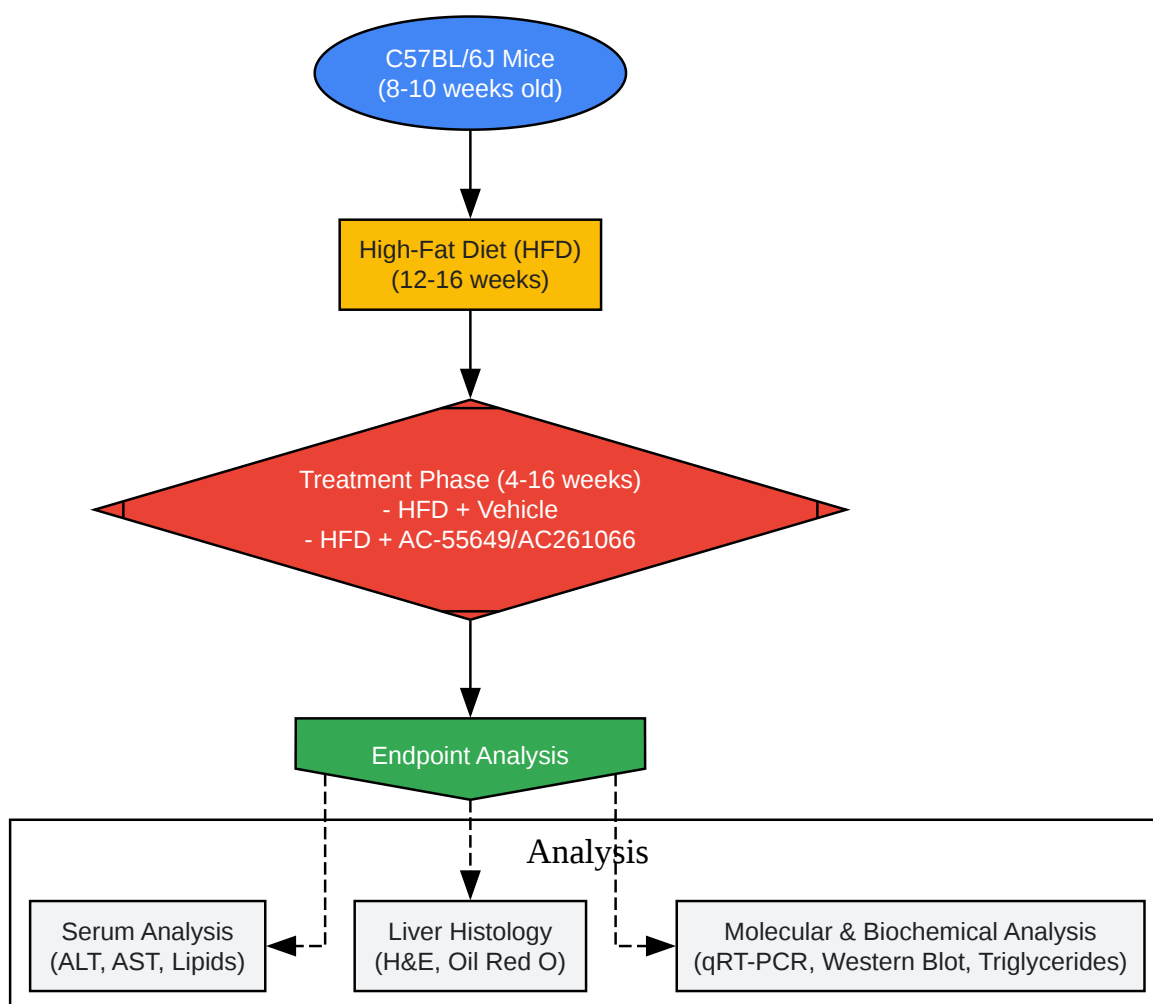 C57BL/6J Mice
(8-10 weeks old)
High-Fat Diet (HFD)
(12-16 weeks)
Treatment Phase (4-16 weeks)
- HFD + Vehicle
- HFD + AC-55649/AC261066
Endpoint Analysis
Analysis
Serum Analysis
(ALT, AST, Lipids)
Liver Histology
(H&E, Oil Red O)
Molecular & Biochemical Analysis
(qRT-PCR, Western Blot, Triglycerides)